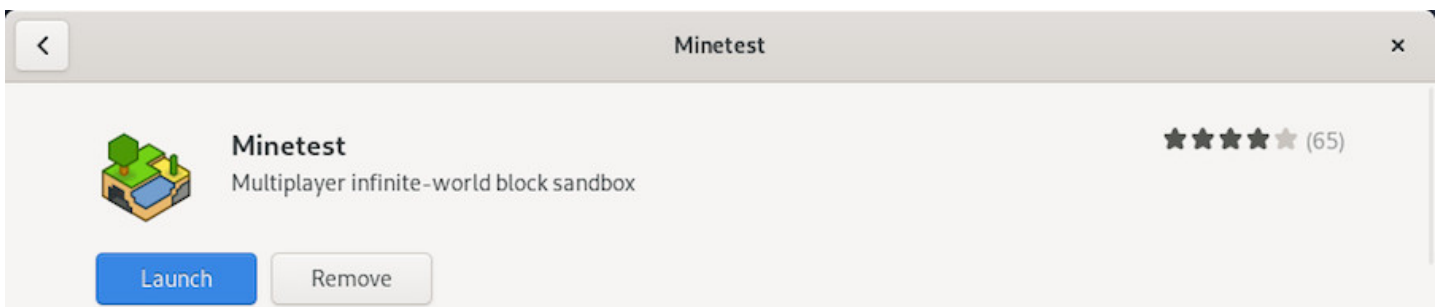 Minetest
Minetest
(65)
Multiplayer infinite-world block sandbox
Launch
Remove